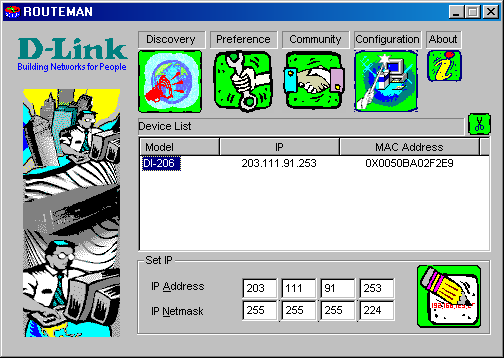 ROUTEMAN
D-Link
Building Networks for People
Discovery Preference Community Configuration About
Device List
Model IP MAC Address
DI-206 203.111.91.253 0X0050BA02F2E9
Set IP
IP Address 203 111 91 253
IP Netmask 255 255 255 224